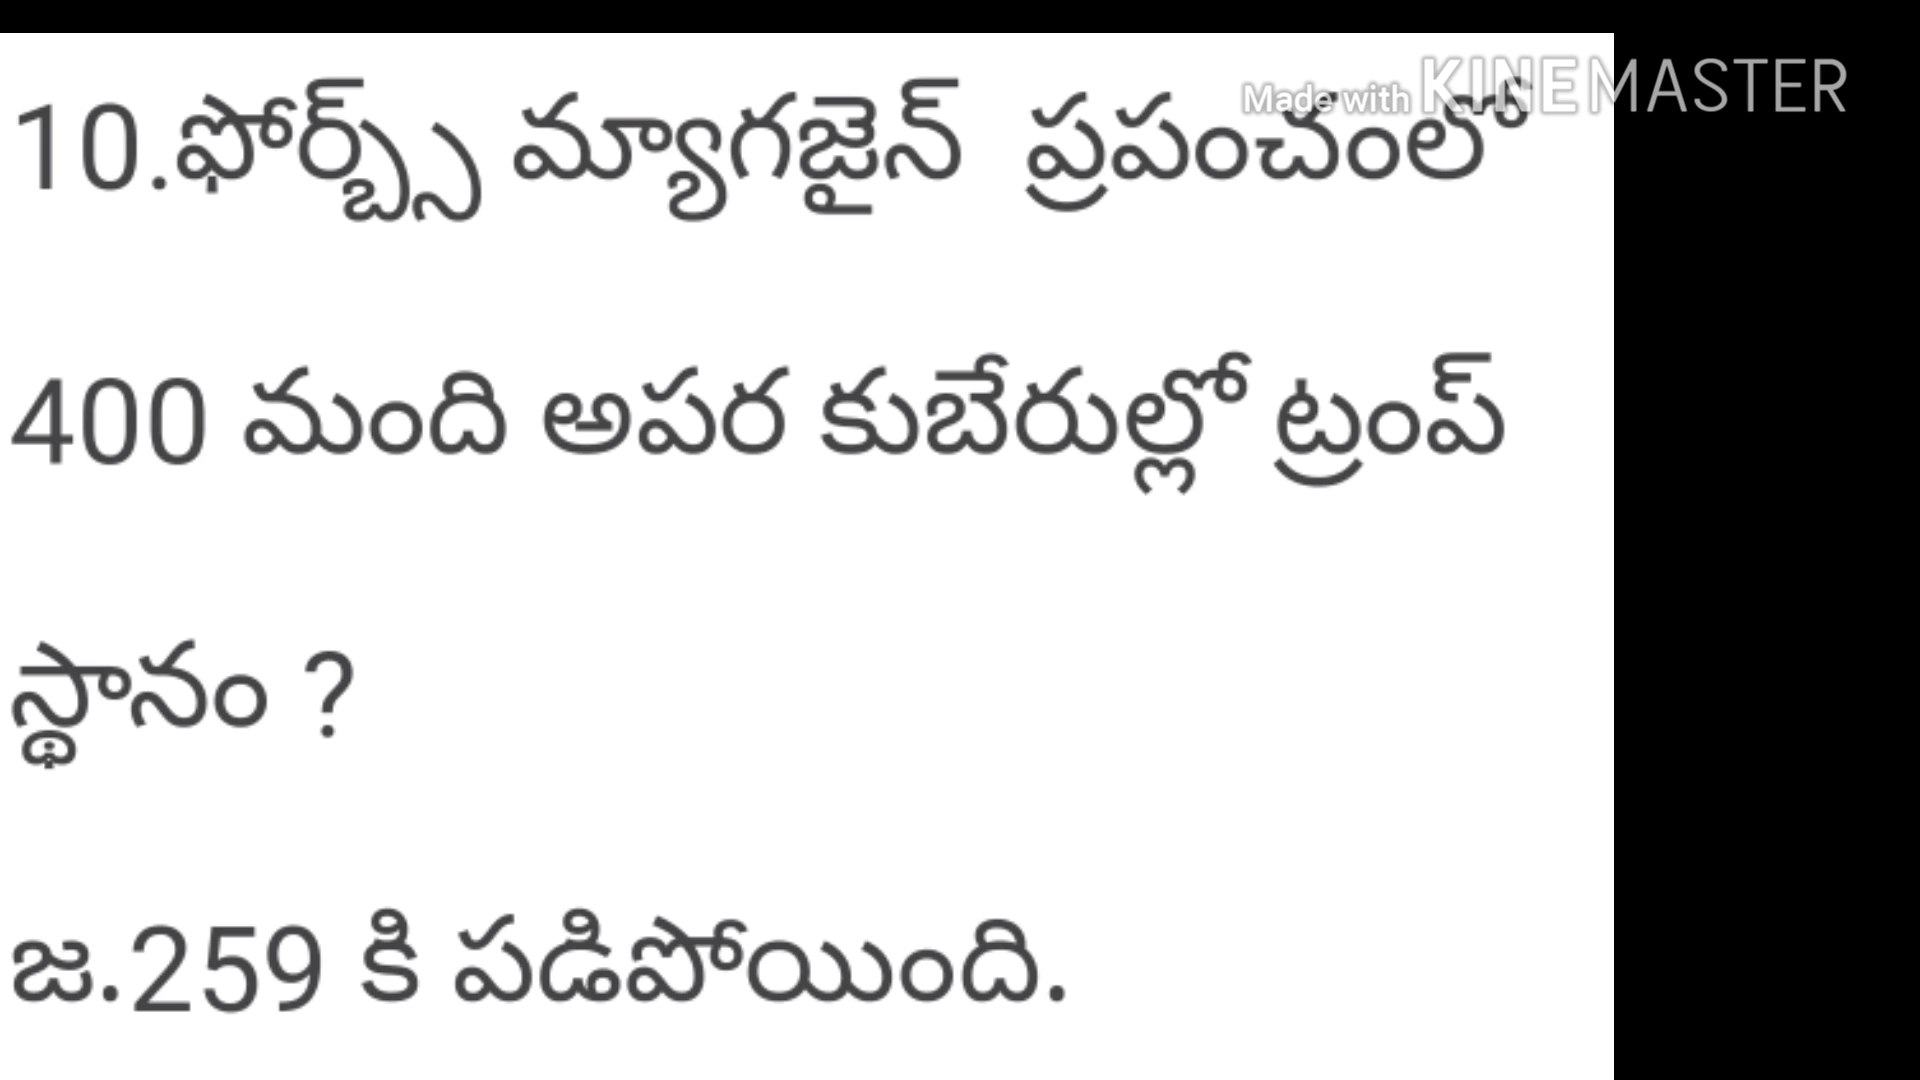 Made with KINEMASTER
10.ఫోర్బ్స్ మ్యాగజైన్ ప్రపంచంలో
400 మంది అపర కుబేరుల్లో ట్రంప్
స్థానం ?
జ.259 కి పడిపోయింది.